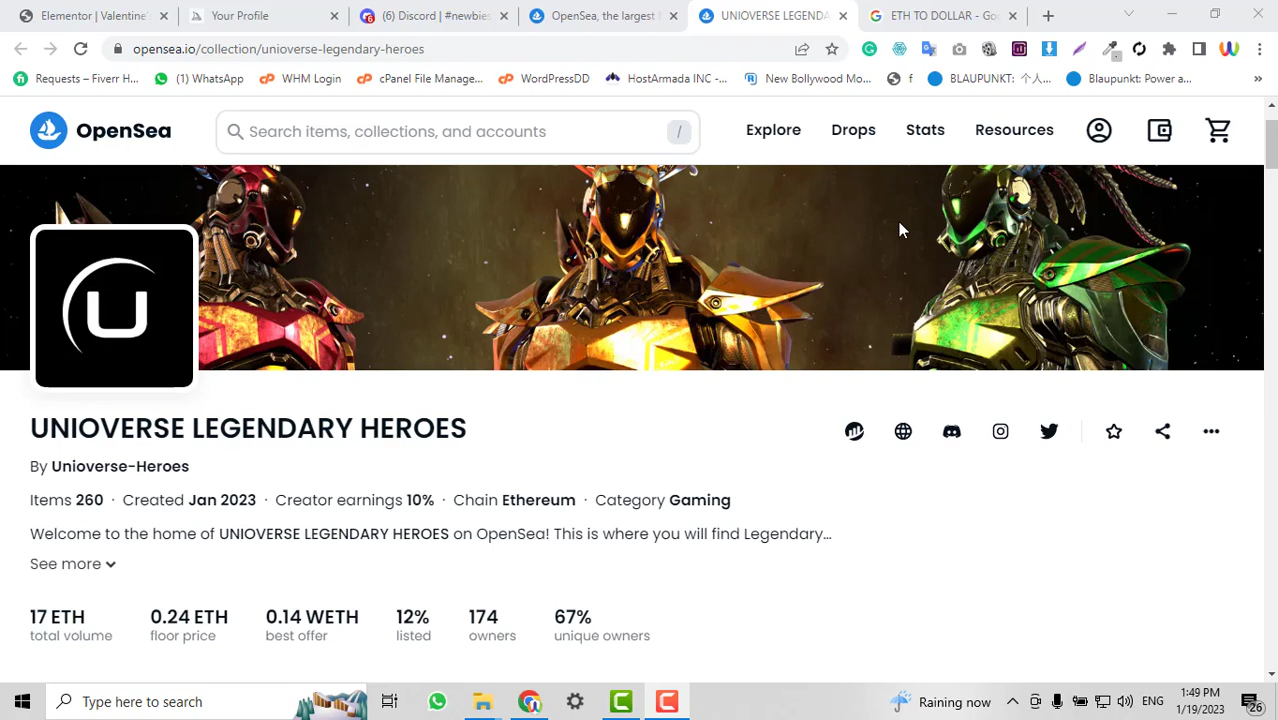 Elementor | Valentine'
Your Profile
(6) Discord | #newbies
OpenSea, the largest
UNIOVERSE LEGENDA
ETH TO DOLLAR - Go
opensea.io/collection/unioverse-legendary-heroes
Requests – Fiverr H...
(1) WhatsApp
WHM Login
cPanel File Manage...
WordPressDD
HostArmada INC -...
New Bollywood Mo...
f
BLAUPUNKT: 个人...
Blaupunkt: Power a...
OpenSea
Search items, collections, and accounts
/
Explore
Drops
Stats
Resources
U
UNIOVERSE LEGENDARY HEROES
By Unioverse-Heroes
Items 260 · Created Jan 2023 · Creator earnings 10% · Chain Ethereum · Category Gaming
Welcome to the home of UNIOVERSE LEGENDARY HEROES on OpenSea! This is where you will find Legendary...
See more
17 ETH
total volume
0.24 ETH
floor price
0.14 WETH
best offer
12%
listed
174
owners
67%
unique owners
Type here to search
Raining now
ENG
1:49 PM
1/19/2023
26